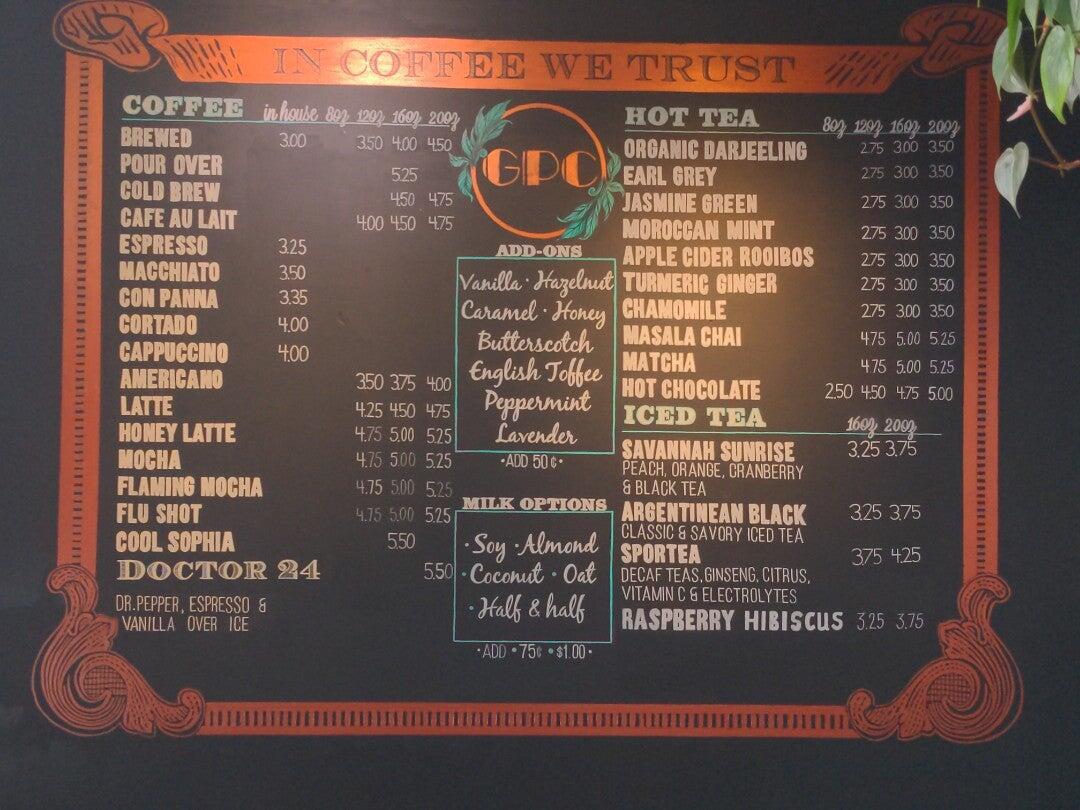 IN COFFEE WE TRUST
COFFEE in house 8oz 12oz 16oz 20oz
BREWED 3.00 3.50 4.00 4.50
POUR OVER 5.25
COLD BREW 4.50 4.75
CAFE AU LAIT 4.00 4.50 4.75
ESPRESSO 3.25
MACCHIATO 3.50
CON PANNA 3.35
CORTADO 4.00
CAPPUCCINO 4.00
AMERICANO 3.50 3.75 4.00
LATTE 4.25 4.50 4.75
HONEY LATTE 4.75 5.00 5.25
MOCHA 4.75 5.00 5.25
FLAMING MOCHA 4.75 5.00 5.25
FLU SHOT 4.75 5.00 5.25
COOL SOPHIA 5.50
DOCTOR 24 5.50
DR.PEPPER, ESPRESSO &
VANILLA OVER ICE
GPC
ADD-ONS
Vanilla · Hazelnut
Caramel · Honey
Butterscotch
English Toffee
Peppermint
Lavender
·ADD 50¢·
MILK OPTIONS
·Soy ·Almond
·Coconut · Oat
·Half & half
·ADD ·75¢ ·$1.00·
HOT TEA 8oz 12oz 16oz 20oz
ORGANIC DARJEELING 2.75 3.00 3.50
EARL GREY 2.75 3.00 3.50
JASMINE GREEN 2.75 3.00 3.50
MOROCCAN MINT 2.75 3.00 3.50
APPLE CIDER ROOIBOS 2.75 3.00 3.50
TURMERIC GINGER 2.75 3.00 3.50
CHAMOMILE 2.75 3.00 3.50
MASALA CHAI 4.75 5.00 5.25
MATCHA 4.75 5.00 5.25
HOT CHOCOLATE 2.50 4.50 4.75 5.00
ICED TEA 16oz 20oz
SAVANNAH SUNRISE 3.25 3.75
PEACH, ORANGE, CRANBERRY
& BLACK TEA
ARGENTINEAN BLACK 3.25 3.75
CLASSIC & SAVORY ICED TEA
SPORTEA 3.75 4.25
DECAF TEAS, GINSENG, CITRUS,
VITAMIN C & ELECTROLYTES
RASPBERRY HIBISCUS 3.25 3.75